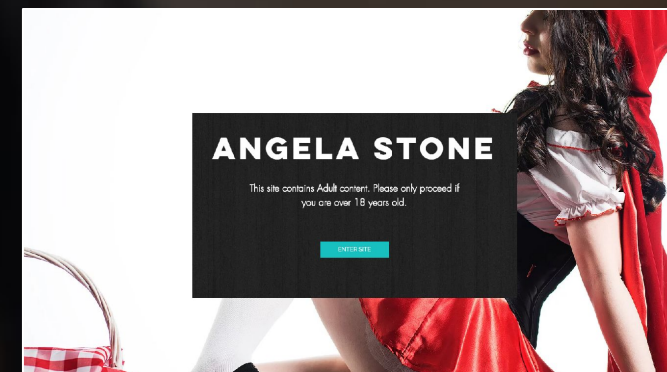 ANGELA STONE
This site contains Adult content. Please only proceed if
you are over 18 years old.
ENTER SITE